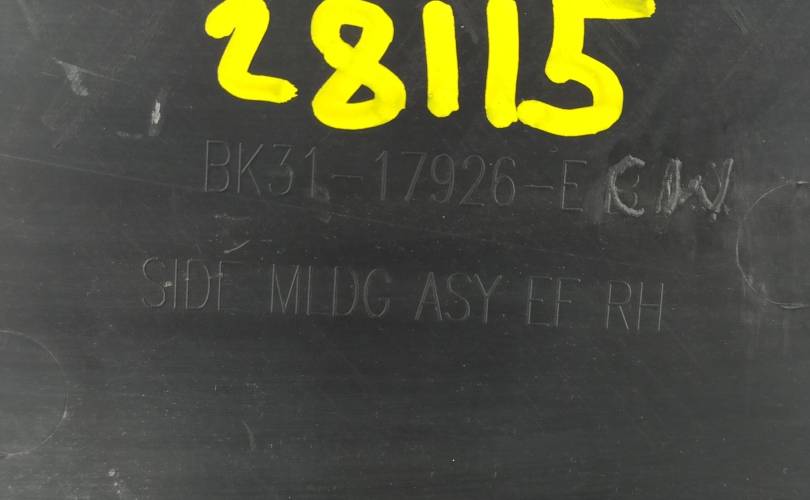 28115
BK31-17926-E
SIDE MLDG ASY EF RH